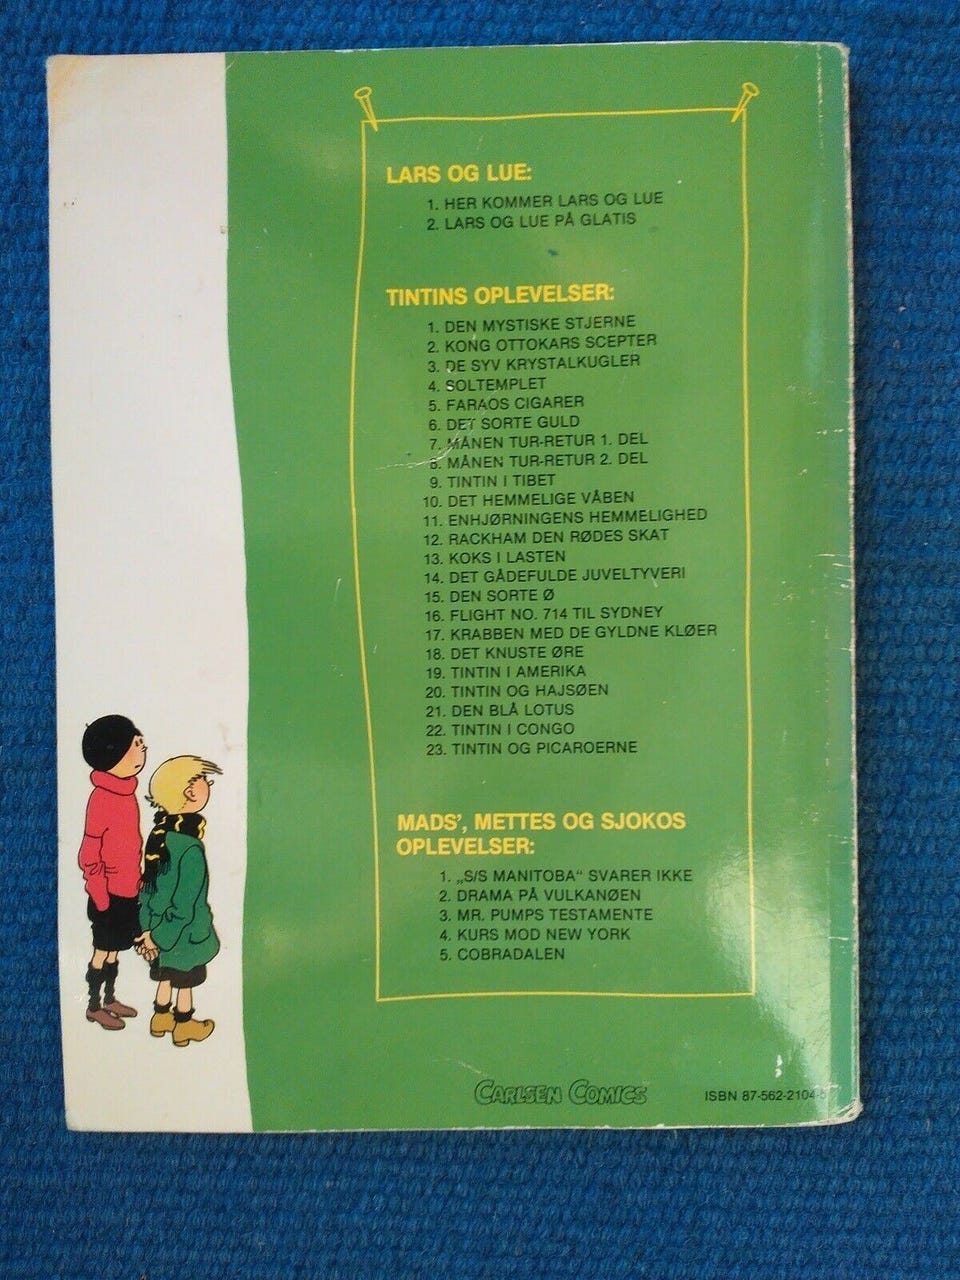 LARS OG LUE:
1. HER KOMMER LARS OG LUE
2. LARS OG LUE PÅ GLATIS
TINTINS OPLEVELSER:
1. DEN MYSTISKE STJERNE
2. KONG OTTOKARS SCEPTER
3. DE SYV KRYSTALKUGLER
4. SOLTEMPLET
5. FARAOS CIGARER
6. DET SORTE GULD
7. MÅNEN TUR-RETUR 1. DEL
8. MÅNEN TUR-RETUR 2. DEL
9. TINTIN I TIBET
10. DET HEMMELIGE VÅBEN
11. ENHJØRNINGENS HEMMELIGHED
12. RACKHAM DEN RØDES SKAT
13. KOKS I LASTEN
14. DET GÅDEFULDE JUVELTYVERI
15. DEN SORTE Ø
16. FLIGHT NO. 714 TIL SYDNEY
17. KRABBEN MED DE GYLDNE KLØER
18. DET KNUSTE ØRE
19. TINTIN I AMERIKA
20. TINTIN OG HAJSØEN
21. DEN BLÅ LOTUS
22. TINTIN I CONGO
23. TINTIN OG PICAROERNE
MADS', METTES OG SJOKOS
OPLEVELSER:
1. „S/S MANITOBA“ SVARER IKKE
2. DRAMA PÅ VULKANØEN
3. MR. PUMPS TESTAMENTE
4. KURS MOD NEW YORK
5. COBRADALEN
CARLSEN COMICS
ISBN 87-562-2104-